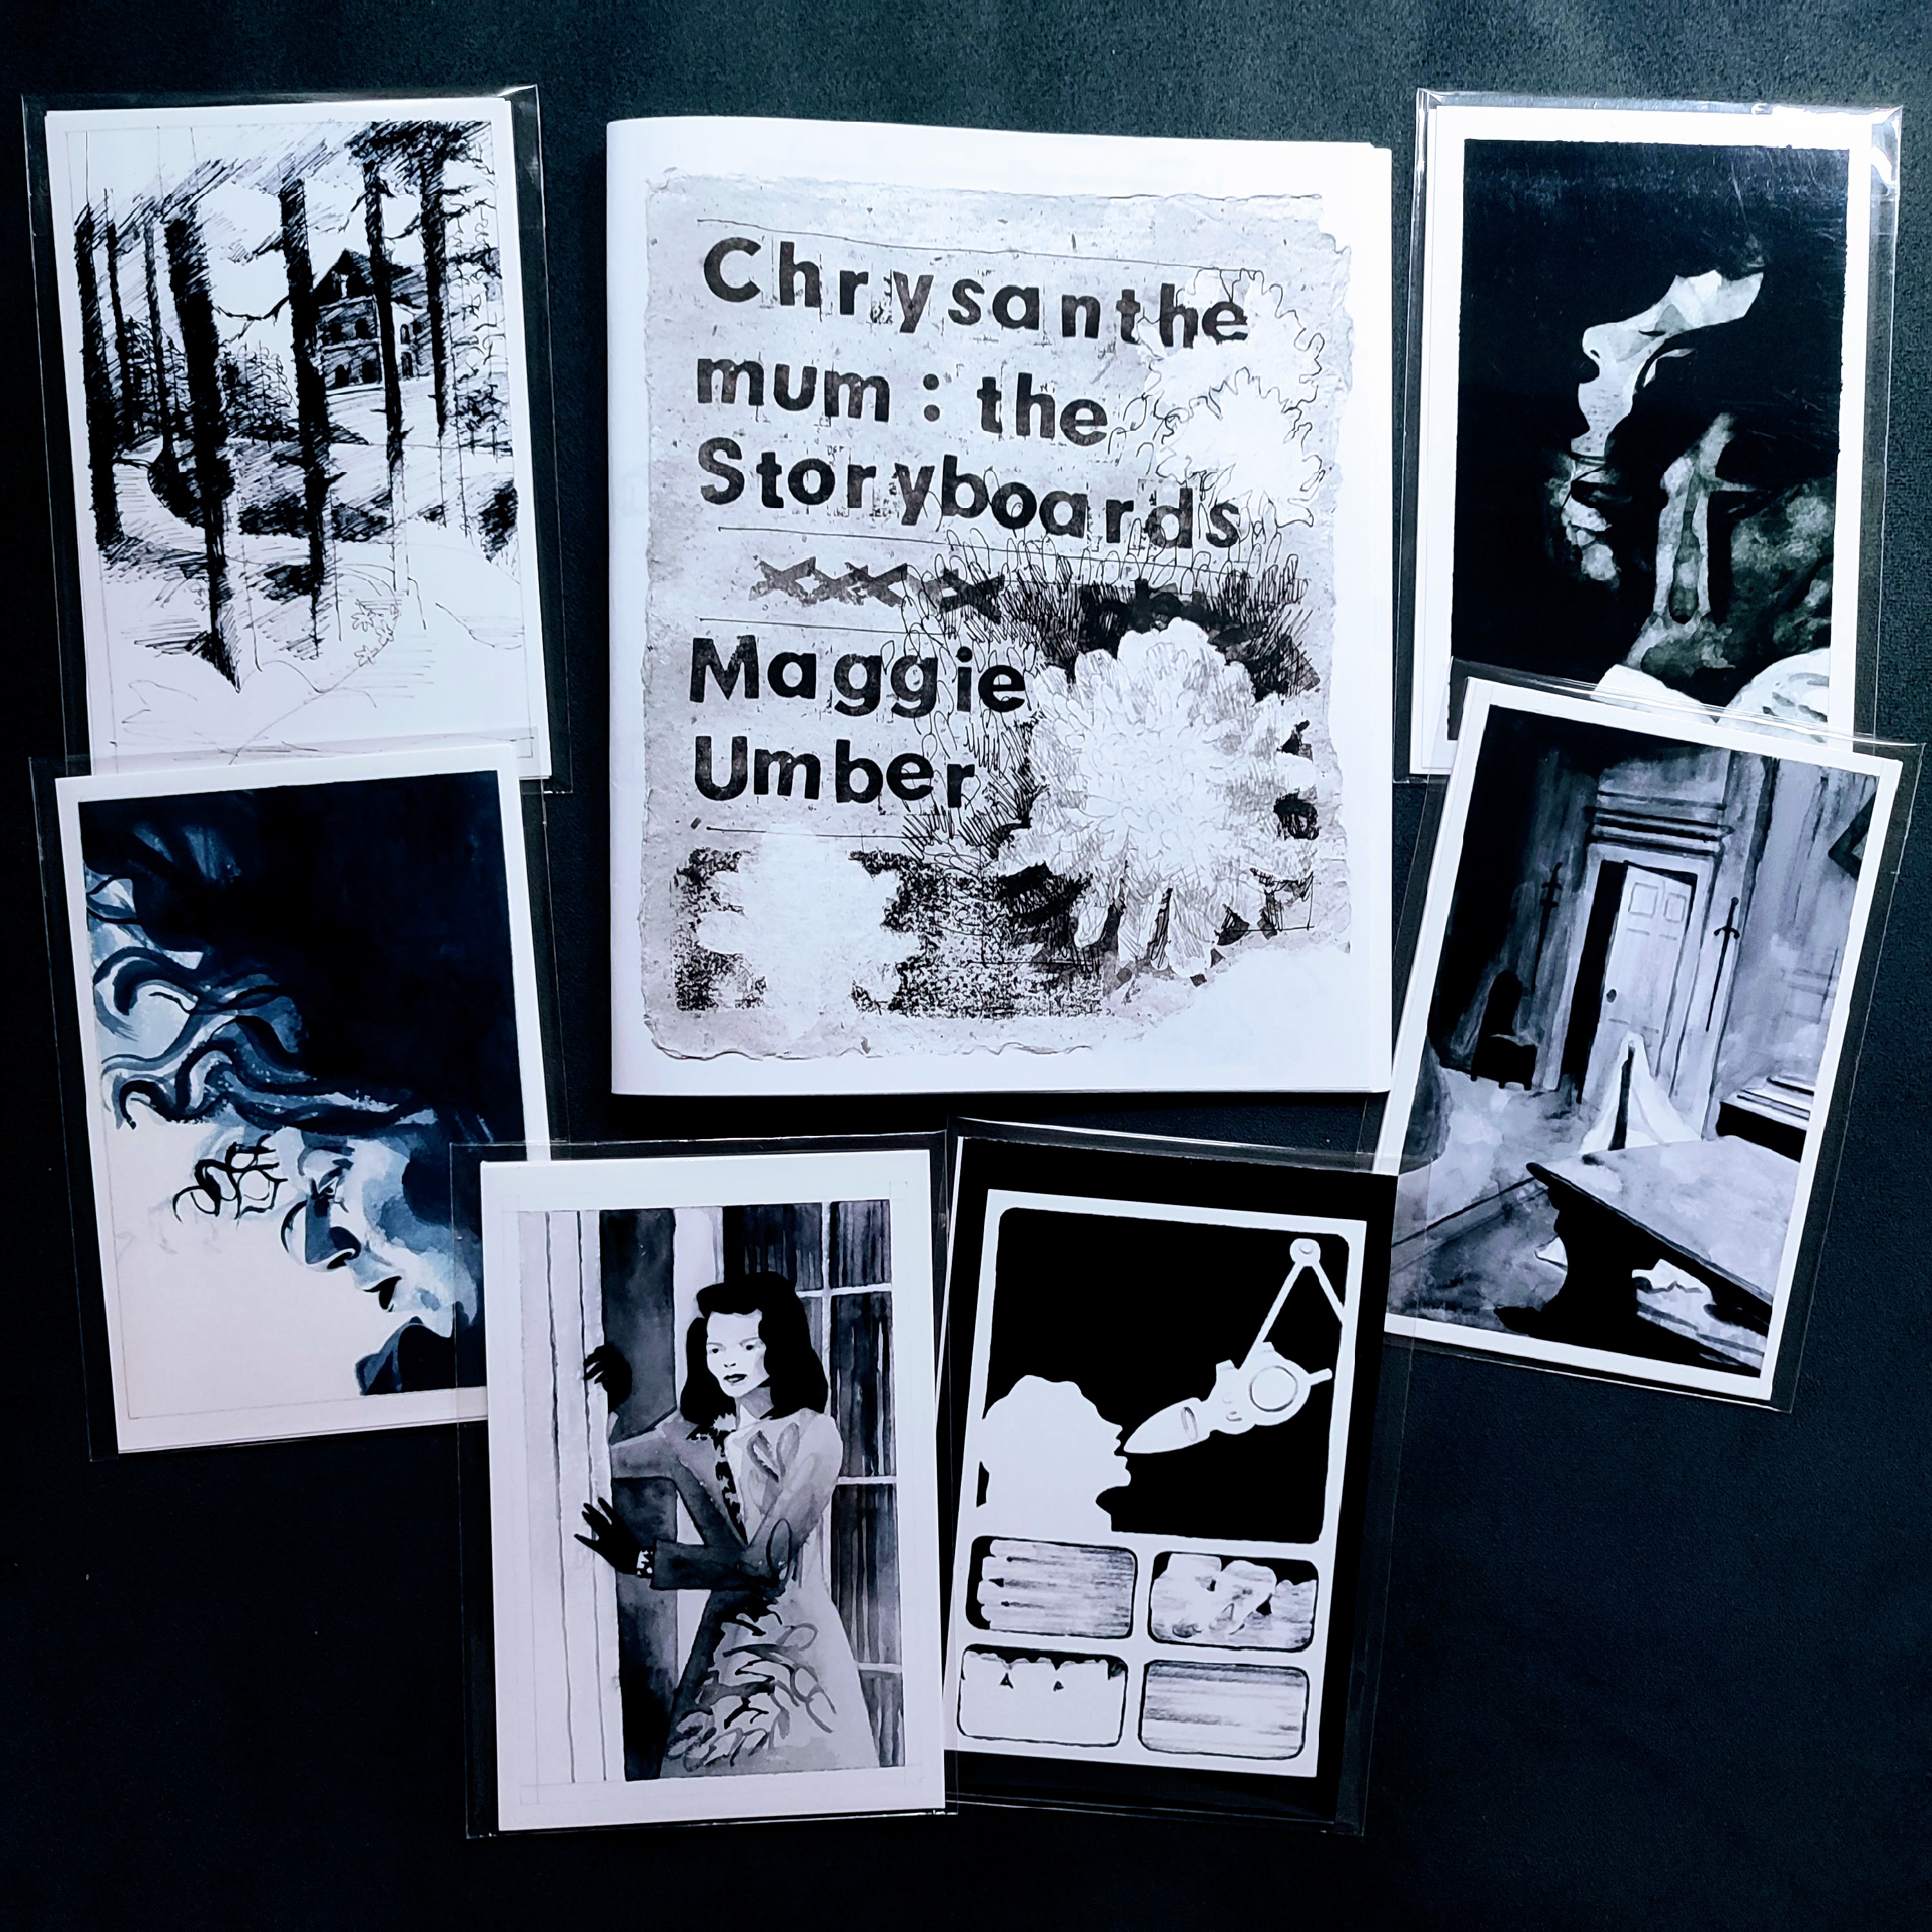 Chrysanthe
mum : the
Storyboards
Maggie
Umber